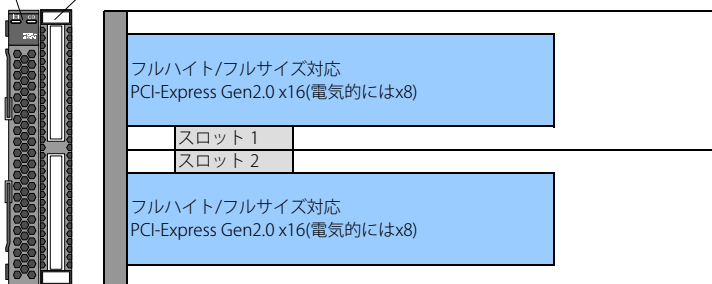 フルハイト/フルサイズ対応
PCI-Express Gen2.0 x16(電気的にはx8)
スロット 1
スロット 2
フルハイト/フルサイズ対応
PCI-Express Gen2.0 x16(電気的にはx8)